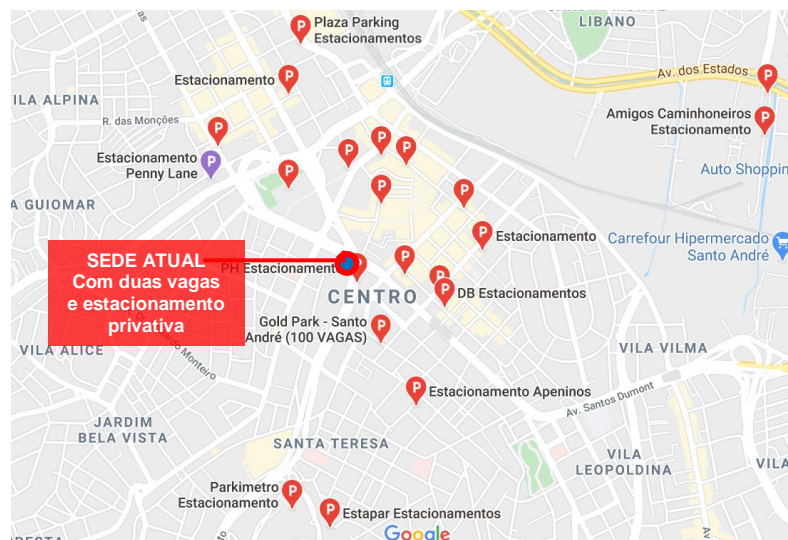 Plaza Parking
Estacionamentos
LIBANO
Estacionamento
Av. dos Estados
ILA ALPINA
R. das Monções
Amigos Caminhoneiros
Estacionamento
Estacionamento
Penny Lane
Auto Shoppin
A GUIOMAR
Estacionamento
Carrefour Hipermercado
Santo André
SEDE ATUAL
Com duas vagas
e estacionamento
privativa
PH Estacionamento
CENTRO
DB Estacionamentos
Gold Park - Santo
André (100 VAGAS)
VILA ALICE
VILA VILMA
Estacionamento Apeninos
Av. Santos Dumont
JARDIM
BELA VISTA
SANTA TERESA
VILA
LEOPOLDINA
VILA
Parkimetro
Estacionamento
Estapar Estacionamentos
Google